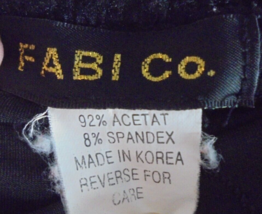 FABI CO.
92% ACETAT
8% SPANDEX
MADE IN KOREA
REVERSE FOR
CARE